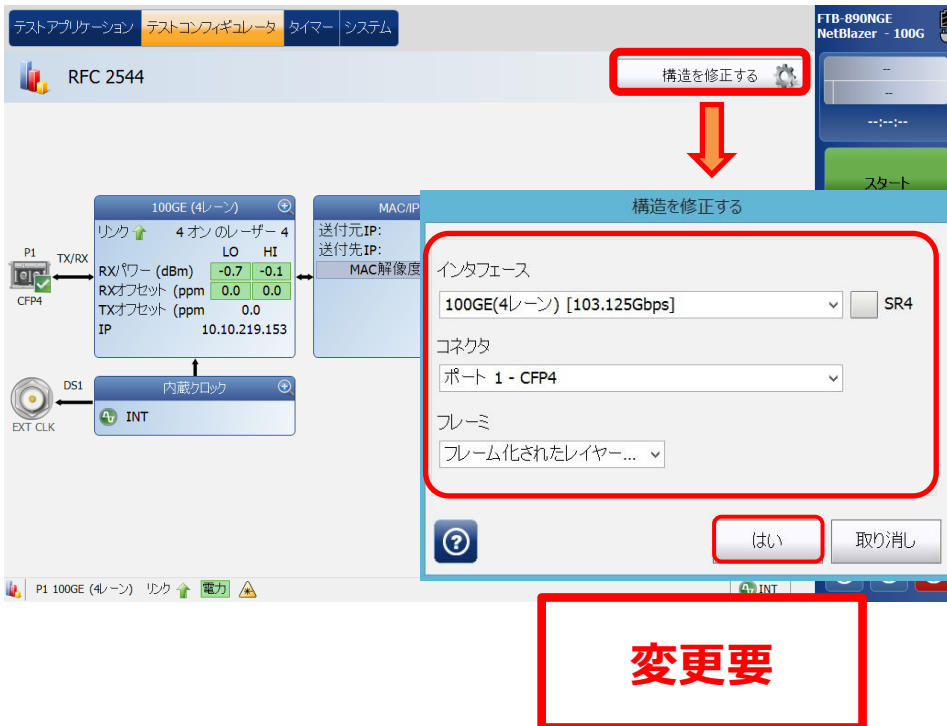 テストアプリケーション テストコンフィギュレータ タイマー システム
FTB-890NGE
NetBlazer - 100G
RFC 2544
構造を修正する
--
--
--:--:--
スタート
100GE (4レーン)
リンク 4 オン のレーザー 4
LO HI
RXパワー (dBm) -0.7 -0.1
RXオフセット (ppm 0.0 0.0
TXオフセット (ppm 0.0
IP 10.10.219.153
P1 TX/RX
CFP4
MAC/IP
送付元IP:
送付先IP:
MAC解像度
DS1
EXT CLK
内蔵クロック
INT
構造を修正する
インタフェース
100GE(4レーン) [103.125Gbps] SR4
コネクタ
ポート 1 - CFP4
フレーミ
フレーム化されたレイヤー...
はい 取り消し
P1 100GE (4レーン) リンク 電力 INT
変更要